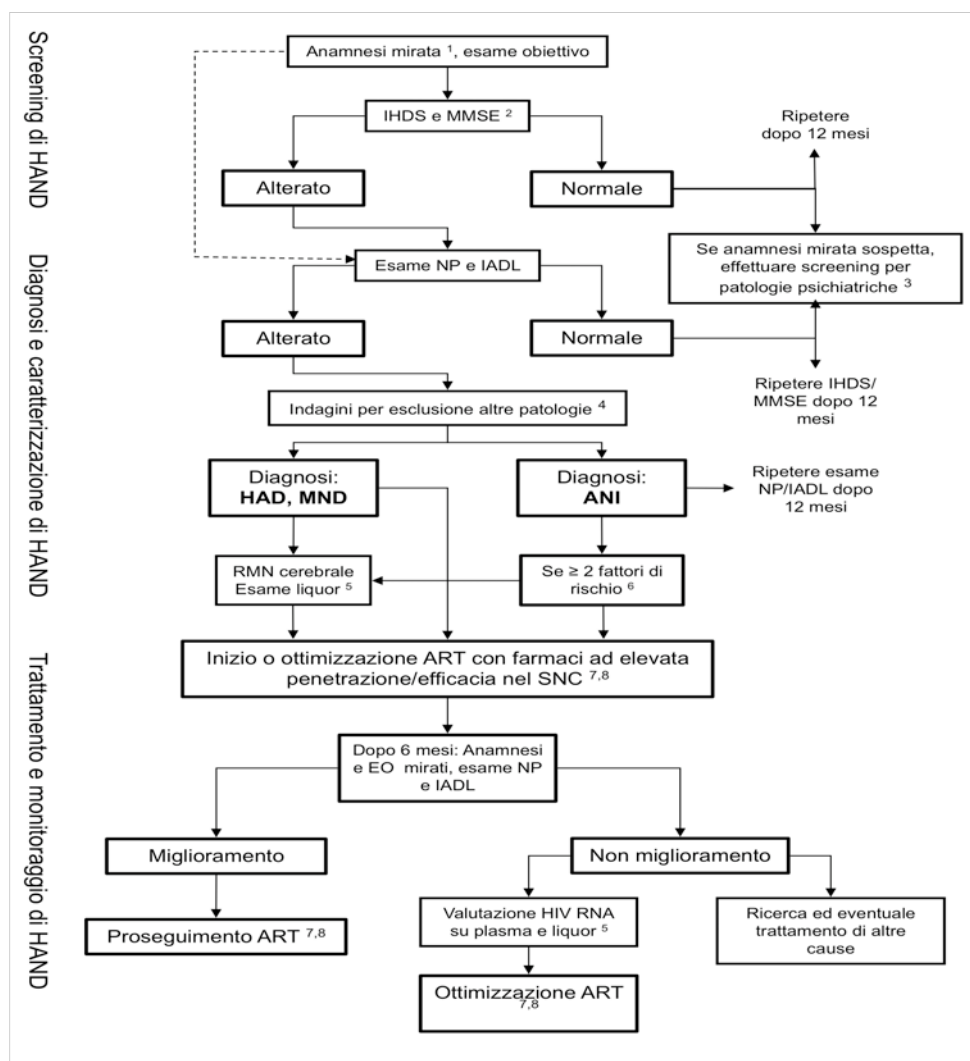 Screening di HAND
Anamnesi mirata ¹, esame obiettivo
IHDS e MMSE ²
Ripetere
dopo 12 mesi
Alterato
Normale
Se anamnesi mirata sospetta,
effettuare screening per
patologie psichiatriche ³
Diagnosi e caratterizzazione di HAND
Esame NP e IADL
Alterato
Normale
Ripetere IHDS/
MMSE dopo 12
mesi
Indagini per esclusione altre patologie ⁴
Diagnosi:
HAD, MND
Diagnosi:
ANI
Ripetere esame
NP/IADL dopo
12 mesi
RMN cerebrale
Esame liquor ⁵
Se ≥ 2 fattori di
rischio ⁶
Trattamento e monitoraggio di HAND
Inizio o ottimizzazione ART con farmaci ad elevata
penetrazione/efficacia nel SNC ⁷,⁸
Dopo 6 mesi: Anamnesi
e EO mirati, esame NP
e IADL
Miglioramento
Non miglioramento
Proseguimento ART ⁷,⁸
Valutazione HIV RNA
su plasma e liquor ⁵
Ricerca ed eventuale
trattamento di altre
cause
Ottimizzazione ART
⁷,⁸